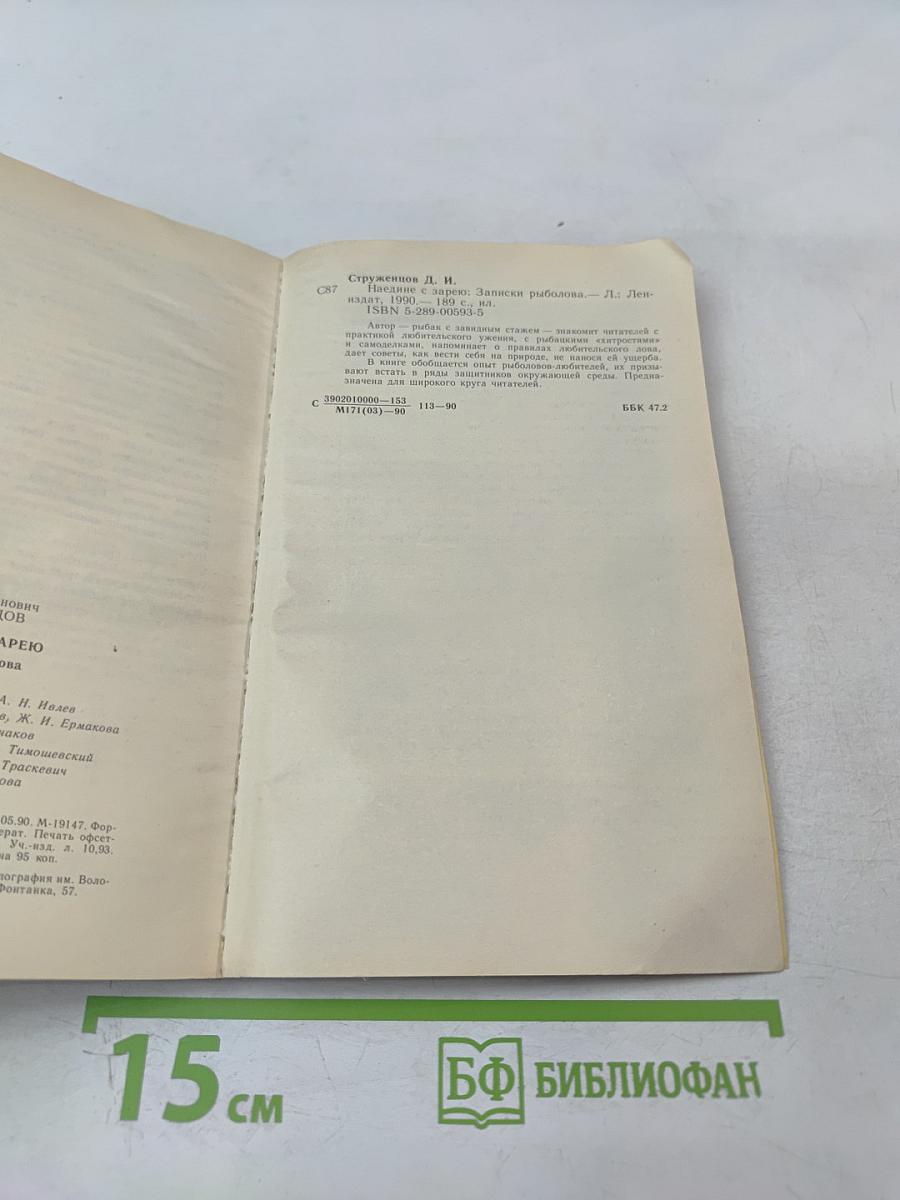 Струженцов Д. И.
С87 Наедине с зарею: Записки рыболова.— Л.: Лен-
издат, 1990.— 189 с., ил.
ISBN 5-289-00593-5
Автор — рыбак с завидным стажем — знакомит читателей с
практикой любительского ужения, с рыбацкими «хитростями»
и самоделками, напоминает о правилах любительского лова,
дает советы, как вести себя на природе, не нанося ей ущерба.
В книге обобщается опыт рыболовов-любителей, их призы-
вают встать в ряды защитников окружающей среды. Предна-
значена для широкого круга читателей.
С 3902010000—153
М171(03)—90 113—90 ББК 47.2
нович
ЦОВ
АРЕЮ
ова
А. Н. Ивлев
в, Ж. И. Ермакова
чаков
Тимошевский
Траскевич
ова
05.90. М-19147. Фор-
ерат. Печать офсет-
Уч.-изд. л. 10,93.
на 95 коп.
пография им. Воло-
Фонтанка, 57.
15 см
БФ БИБЛИОФАН